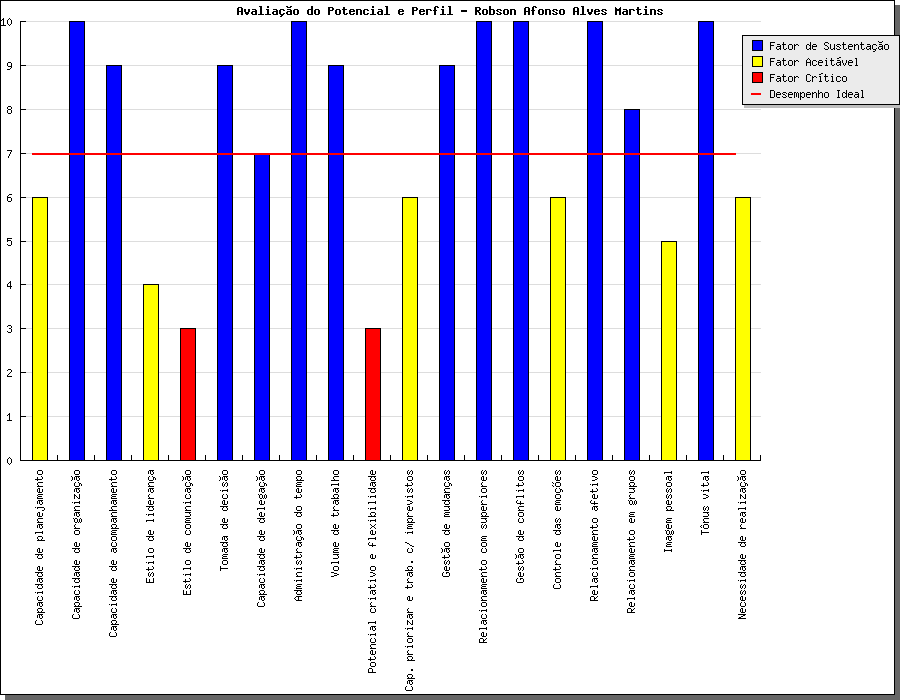 Avaliação do Potencial e Perfil - Robson Afonso Alves Martins
Fator de Sustentação
Fator Aceitável
Fator Crítico
Desempenho Ideal
10
9
8
7
6
5
4
3
2
1
0
Capacidade de planejamento
Capacidade de organização
Capacidade de acompanhamento
Estilo de liderança
Estilo de comunicação
Tomada de decisão
Capacidade de delegação
Administração do tempo
Volume de trabalho
Potencial criativo e flexibilidade
Cap. priorizar e trab. c/ imprevistos
Gestão de mudanças
Relacionamento com superiores
Gestão de conflitos
Controle das emoções
Relacionamento afetivo
Relacionamento em grupos
Imagem pessoal
Tônus vital
Necessidade de realização